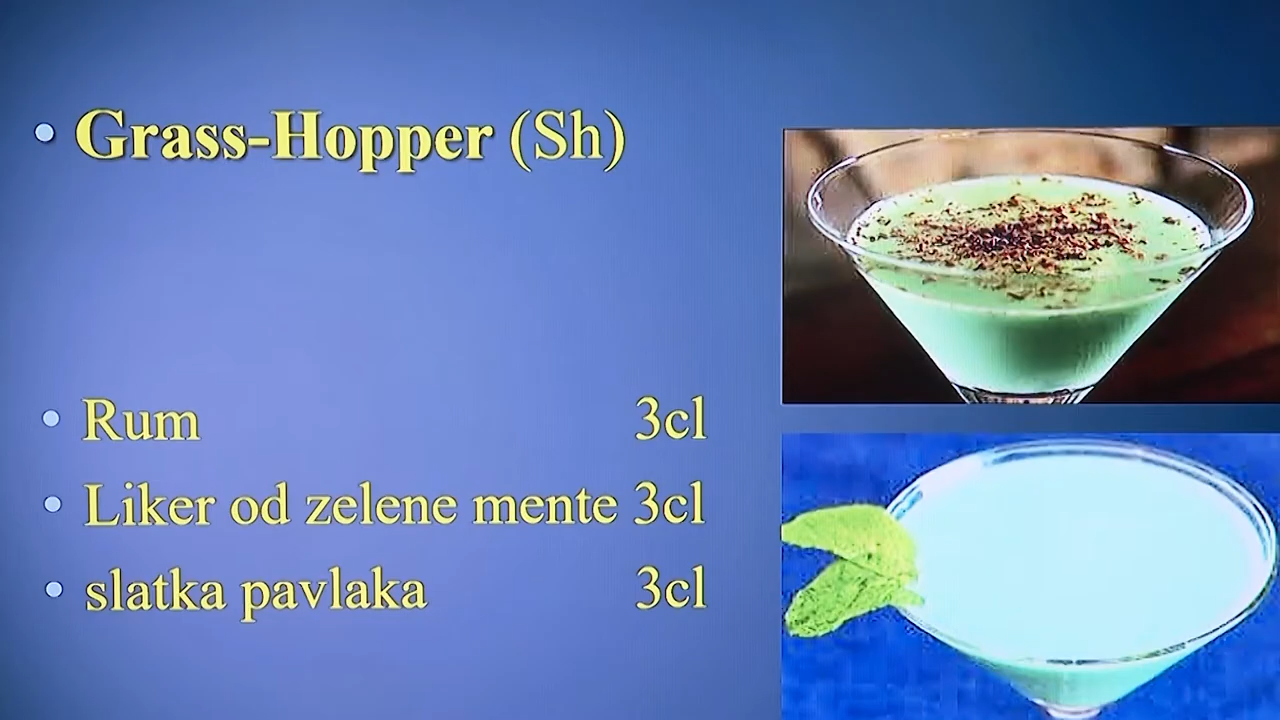 Grass-Hopper (Sh)
Rum 3cl
Liker od zelene mente 3cl
slatka pavlaka 3cl